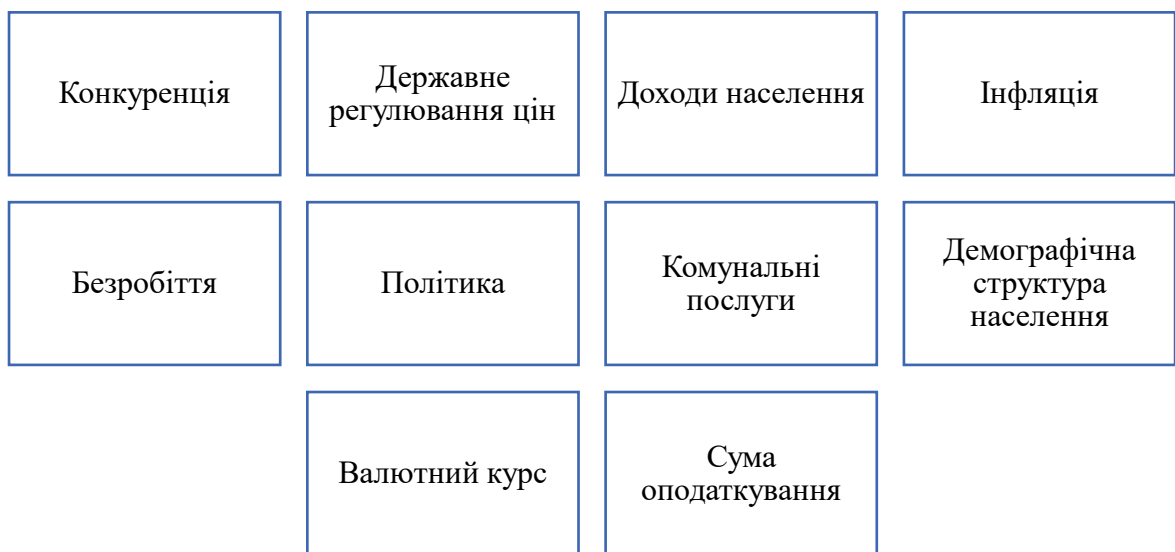 Конкуренція
Державне
регулювання цін
Доходи населення
Інфляція
Безробіття
Політика
Комунальні
послуги
Демографічна
структура
населення
Валютний курс
Сума
оподаткування